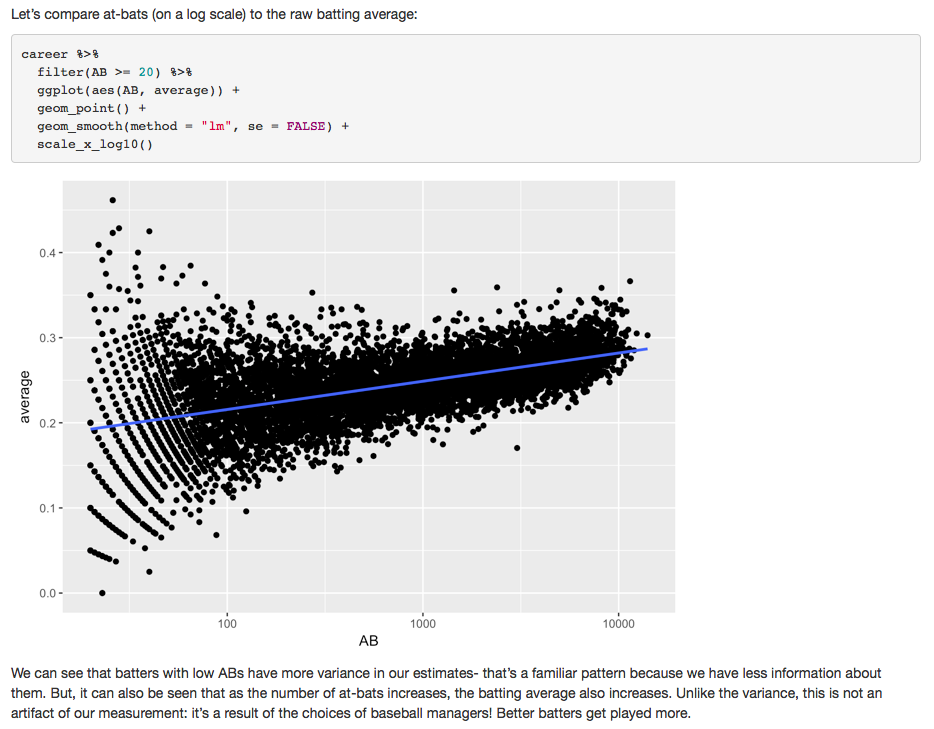 Let's compare at-bats (on a log scale) to the raw batting average:
career %>%
filter(AB >= 20) %>%
ggplot(aes(AB, average)) +
geom_point() +
geom_smooth(method = "lm", se = FALSE) +
scale_x_log10()
0.4
0.3
average
0.2
0.1
0.0
100 1000 10000
AB
We can see that batters with low ABs have more variance in our estimates- that's a familiar pattern because we have less information about
them. But, it can also be seen that as the number of at-bats increases, the batting average also increases. Unlike the variance, this is not an
artifact of our measurement: it's a result of the choices of baseball managers! Better batters get played more.